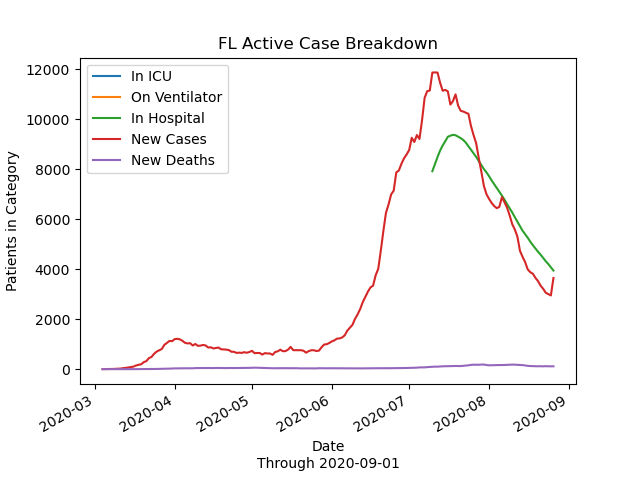 FL Active Case Breakdown
12000
10000
8000
6000
4000
2000
0
Patients in Category
In ICU
On Ventilator
In Hospital
New Cases
New Deaths
2020-03
2020-04
2020-05
2020-06
2020-07
2020-08
2020-09
Date
Through 2020-09-01